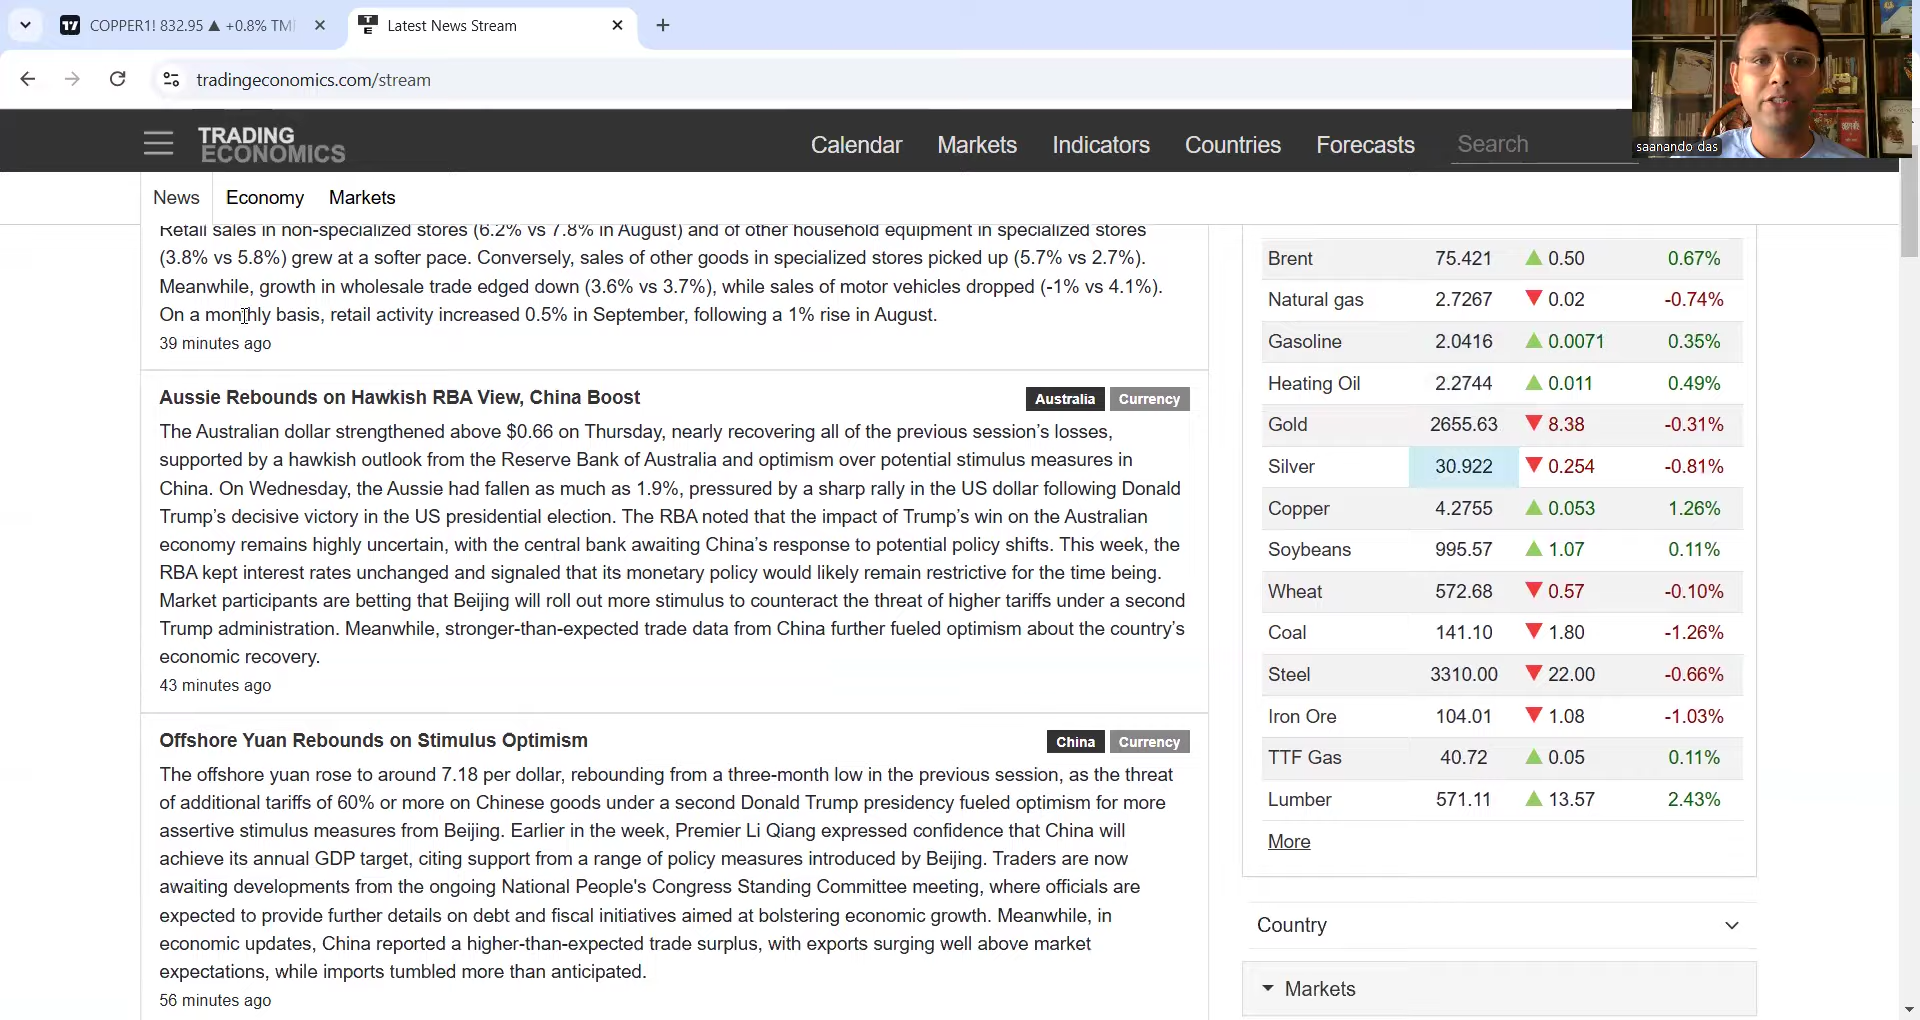 COPPER1! 832.95 ▲ +0.8%
Latest News Stream
tradingeconomics.com/stream
TRADING
ECONOMICS
Calendar
Markets
Indicators
Countries
Forecasts
Search
saanando das
News
Economy
Markets
Retail sales in non-specialized stores (6.2% vs 7.8% in August) and of other household equipment in specialized stores
(3.8% vs 5.8%) grew at a softer pace. Conversely, sales of other goods in specialized stores picked up (5.7% vs 2.7%).
Meanwhile, growth in wholesale trade edged down (3.6% vs 3.7%), while sales of motor vehicles dropped (-1% vs 4.1%).
On a monthly basis, retail activity increased 0.5% in September, following a 1% rise in August.
39 minutes ago
Aussie Rebounds on Hawkish RBA View, China Boost
Australia
Currency
The Australian dollar strengthened above $0.66 on Thursday, nearly recovering all of the previous session's losses,
supported by a hawkish outlook from the Reserve Bank of Australia and optimism over potential stimulus measures in
China. On Wednesday, the Aussie had fallen as much as 1.9%, pressured by a sharp rally in the US dollar following Donald
Trump's decisive victory in the US presidential election. The RBA noted that the impact of Trump's win on the Australian
economy remains highly uncertain, with the central bank awaiting China's response to potential policy shifts. This week, the
RBA kept interest rates unchanged and signaled that its monetary policy would likely remain restrictive for the time being.
Market participants are betting that Beijing will roll out more stimulus to counteract the threat of higher tariffs under a second
Trump administration. Meanwhile, stronger-than-expected trade data from China further fueled optimism about the country's
economic recovery.
43 minutes ago
Offshore Yuan Rebounds on Stimulus Optimism
China
Currency
The offshore yuan rose to around 7.18 per dollar, rebounding from a three-month low in the previous session, as the threat
of additional tariffs of 60% or more on Chinese goods under a second Donald Trump presidency fueled optimism for more
assertive stimulus measures from Beijing. Earlier in the week, Premier Li Qiang expressed confidence that China will
achieve its annual GDP target, citing support from a range of policy measures introduced by Beijing. Traders are now
awaiting developments from the ongoing National People's Congress Standing Committee meeting, where officials are
expected to provide further details on debt and fiscal initiatives aimed at bolstering economic growth. Meanwhile, in
economic updates, China reported a higher-than-expected trade surplus, with exports surging well above market
expectations, while imports tumbled more than anticipated.
56 minutes ago
Brent 75.421 ▲ 0.50 0.67%
Natural gas 2.7267 ▼ 0.02 -0.74%
Gasoline 2.0416 ▲ 0.0071 0.35%
Heating Oil 2.2744 ▲ 0.011 0.49%
Gold 2655.63 ▼ 8.38 -0.31%
Silver 30.922 ▼ 0.254 -0.81%
Copper 4.2755 ▲ 0.053 1.26%
Soybeans 995.57 ▲ 1.07 0.11%
Wheat 572.68 ▼ 0.57 -0.10%
Coal 141.10 ▼ 1.80 -1.26%
Steel 3310.00 ▼ 22.00 -0.66%
Iron Ore 104.01 ▼ 1.08 -1.03%
TTF Gas 40.72 ▲ 0.05 0.11%
Lumber 571.11 ▲ 13.57 2.43%
More
Country
Markets